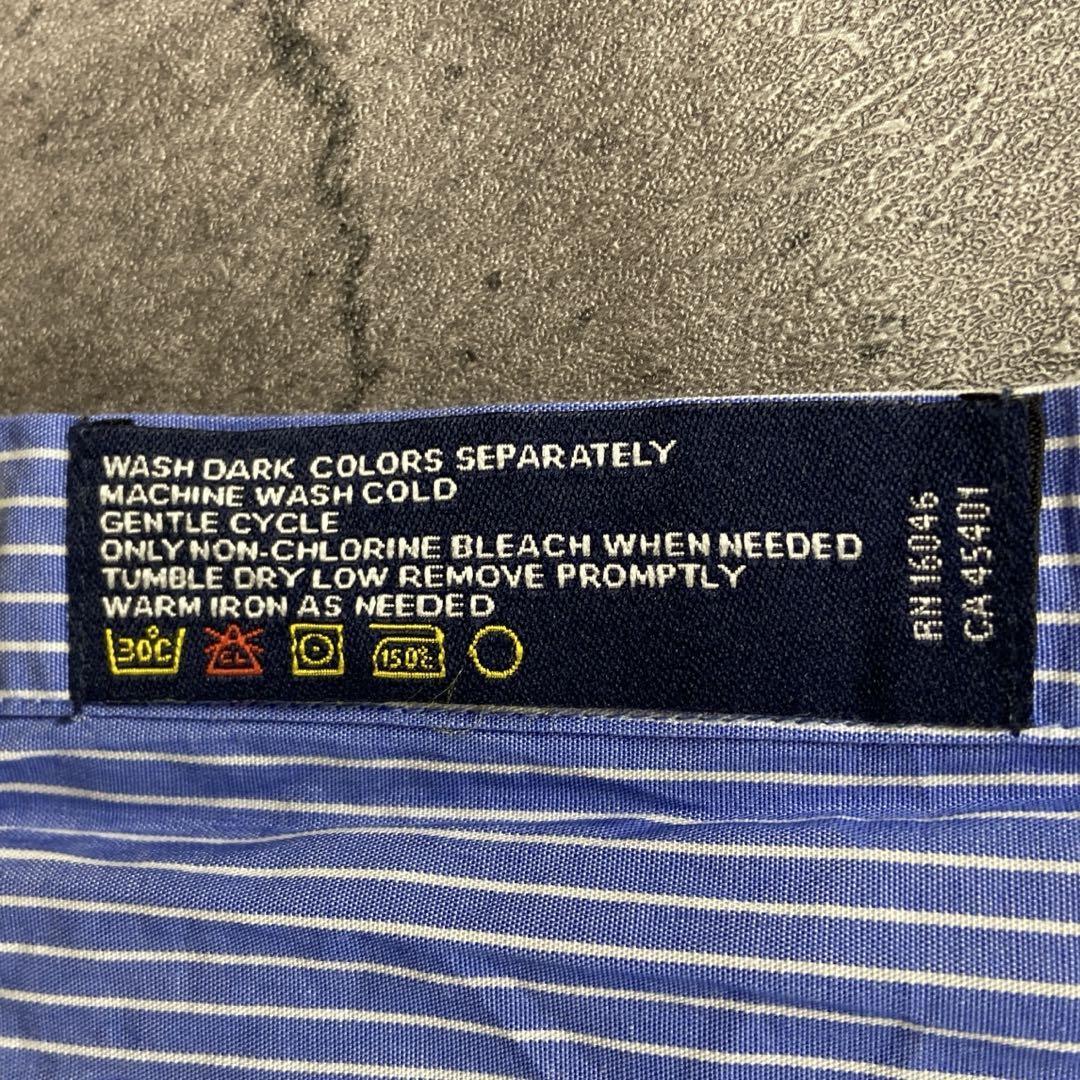 WASH DARK COLORS SEPARATELY
MACHINE WASH COLD
GENTLE CYCLE
ONLY NON-CHLORINE BLEACH WHEN NEEDED
TUMBLE DRY LOW REMOVE PROMPTLY
WARM IRON AS NEEDED
30°C CL 150°C
RN 16046
CA 45401